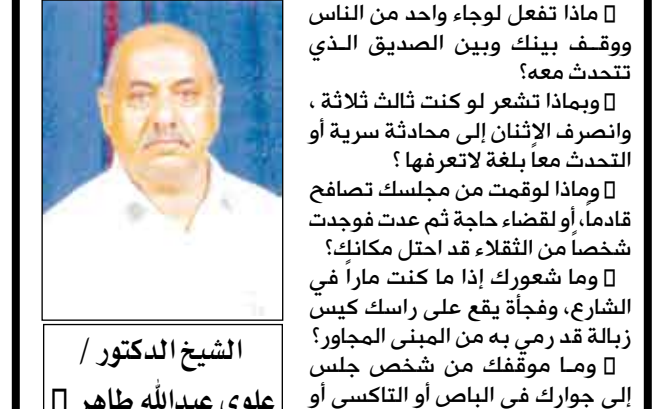 ▯ ماذا تفعل لوجاء واحد من الناس
ووقف بينك وبين الصديق الذي
تتحدث معه؟
▯ وبماذا تشعر لو كنت ثالث ثلاثة ،
وانصرف الاثنان إلى محادثة سرية أو
التحدث معاً بلغة لاتعرفها ؟
▯ وماذا لوقمت من مجلسك تصافح
قادماً، أو لقضاء حاجة ثم عدت فوجدت
شخصاً من الثقلاء قد احتل مكانك؟
▯ وما شعورك إذا ما كنت ماراً في
الشارع، وفجأة يقع على راسك كيس
زبالة قد رمي به من المبنى المجاور؟
▯ وما موقفك من شخص جلس
إلى جوارك في الباص أو التاكسي أو
الشيخ الدكتور /
علوي عبدالله طاهر ▯